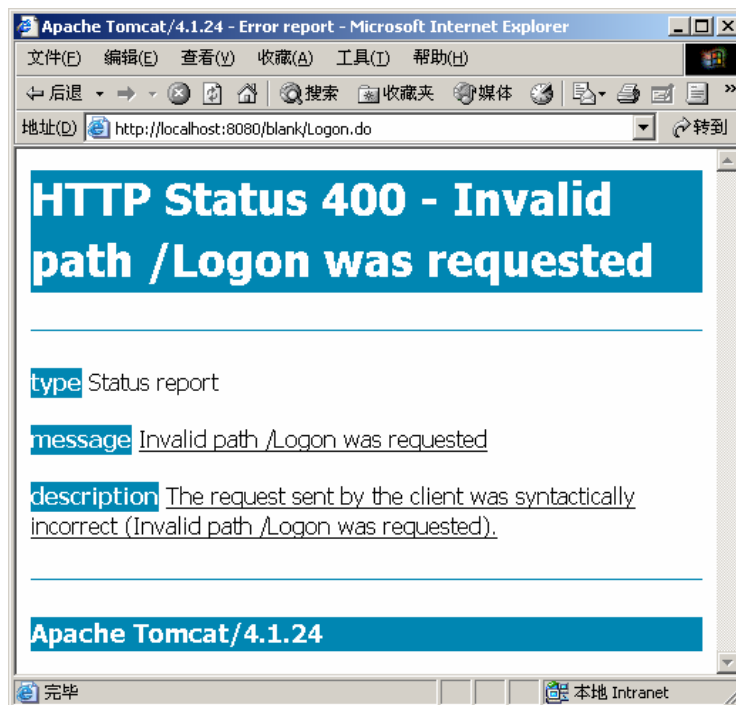 Apache Tomcat/4.1.24 - Error report - Microsoft Internet Explorer
文件(F) 编辑(E) 查看(V) 收藏(A) 工具(T) 帮助(H)
后退 搜索 收藏夹 媒体 »
地址(D) http://localhost:8080/blank/Logon.do 转到
HTTP Status 400 - Invalid
path /Logon was requested
type Status report
message Invalid path /Logon was requested
description The request sent by the client was syntactically
incorrect (Invalid path /Logon was requested).
Apache Tomcat/4.1.24
完毕 本地 Intranet